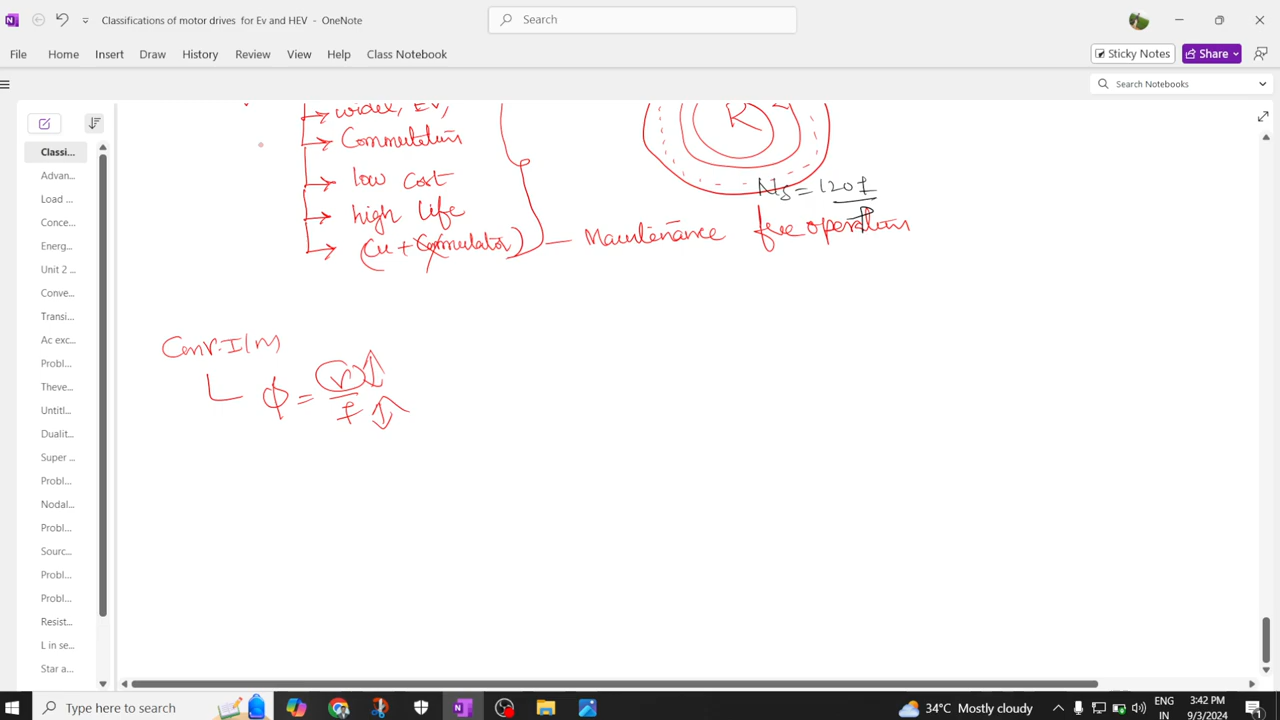 Classifications of motor drives for Ev and HEV - OneNote
Search
File Home Insert Draw History Review View Help Class Notebook
Sticky Notes
Share
Search Notebooks
Classi...
Advan...
Load ...
Conce...
Energ...
Unit 2 ...
Conve...
Transi...
Ac exc...
Probl...
Theve...
Untitl...
Dualit...
Super ...
Probl...
Nodal...
Probl...
Sourc...
Probl...
Probl...
Resist...
L in se...
Star a...
widely EV,
Commutation
low cost
high life
(Cu + Commutator) — Maintenance free operation
R
Ns = 120f
P
Conv. I/M
ϕ = V
f
Type here to search
34°C Mostly cloudy
ENG
IN
3:42 PM
9/3/2024
1